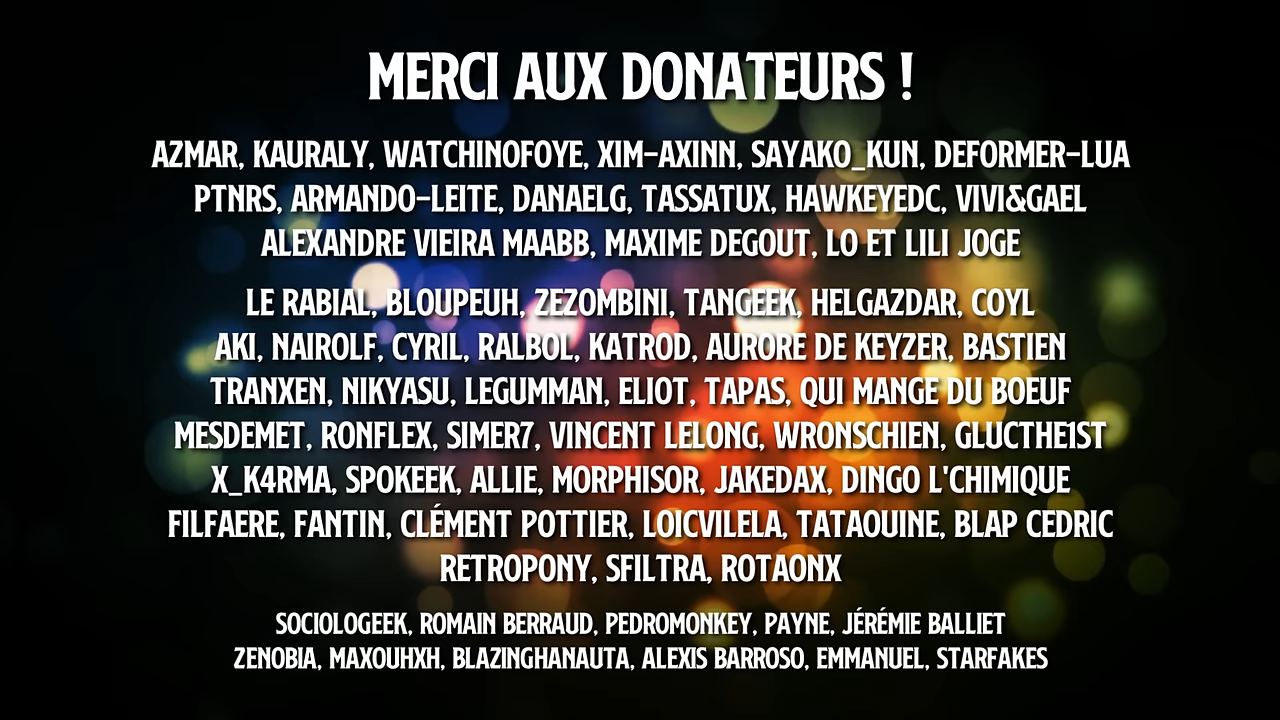 MERCI AUX DONATEURS !
AZMAR, KAURALY, WATCHINOFOYE, XIM-AXINN, SAYAKO_KUN, DEFORMER-LUA
PTNRS, ARMANDO-LEITE, DANAELG, TASSATUX, HAWKEYEDC, VIVI&GAEL
ALEXANDRE VIEIRA MAABB, MAXIME DEGOUT, LO ET LILI JOGE
LE RABIAL, BLOUPEUH, ZEZOMBINI, TANGEEK, HELGAZDAR, COYL
AKI, NAIROLF, CYRIL, RALBOL, KATROD, AURORE DE KEYZER, BASTIEN
TRANXEN, NIKYASU, LEGUMMAN, ELIOT, TAPAS, QUI MANGE DU BOEUF
MESDEMET, RONFLEX, SIMER7, VINCENT LELONG, WRONSCHIEN, GLUCTHE1ST
X_K4RMA, SPOKEEK, ALLIE, MORPHISOR, JAKEDAX, DINGO L'CHIMIQUE
FILFAERE, FANTIN, CLÉMENT POTTIER, LOICVILELA, TATAOUINE, BLAP CEDRIC
RETROPONY, SFILTRA, ROTAONX
SOCIOLOGEEK, ROMAIN BERRAUD, PEDROMONKEY, PAYNE, JÉRÉMIE BALLIET
ZENOBIA, MAXOUHXH, BLAZINGHANAUTA, ALEXIS BARROSO, EMMANUEL, STARFAKES